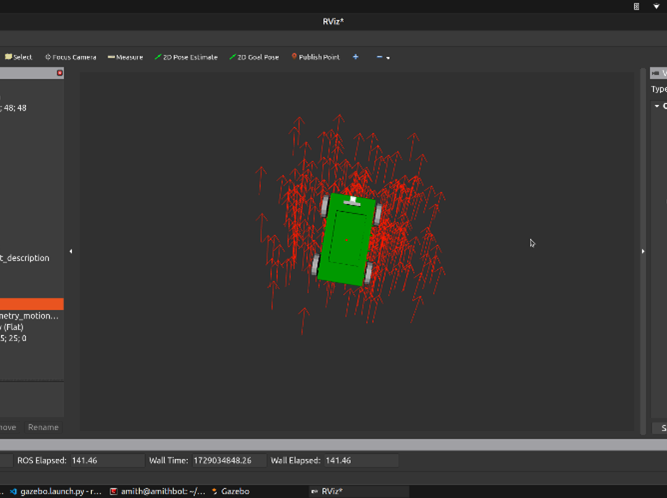 RViz*
Select Focus Camera Measure 2D Pose Estimate 2D Goal Pose Publish Point
Type
; 48; 48
t_description
metry_motion...
(Flat)
5; 25; 0
Rename
ROS Elapsed: 141.46 Wall Time: 1729034848.26 Wall Elapsed: 141.46
gazebo.launch.py - r... amith@amithbot: ~/... Gazebo RViz*